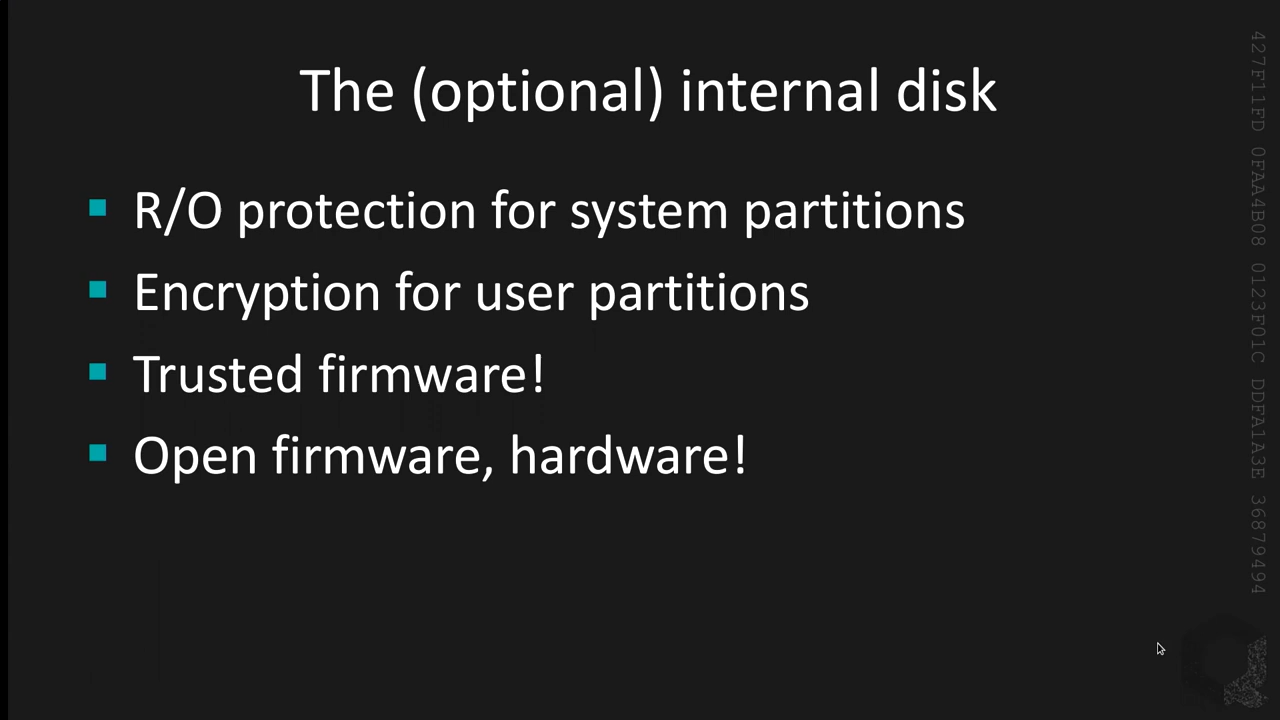 The (optional) internal disk
R/O protection for system partitions
Encryption for user partitions
Trusted firmware!
Open firmware, hardware!
427F11FD 0FAA4B08 0123F01C DDFA1A3E 36879494